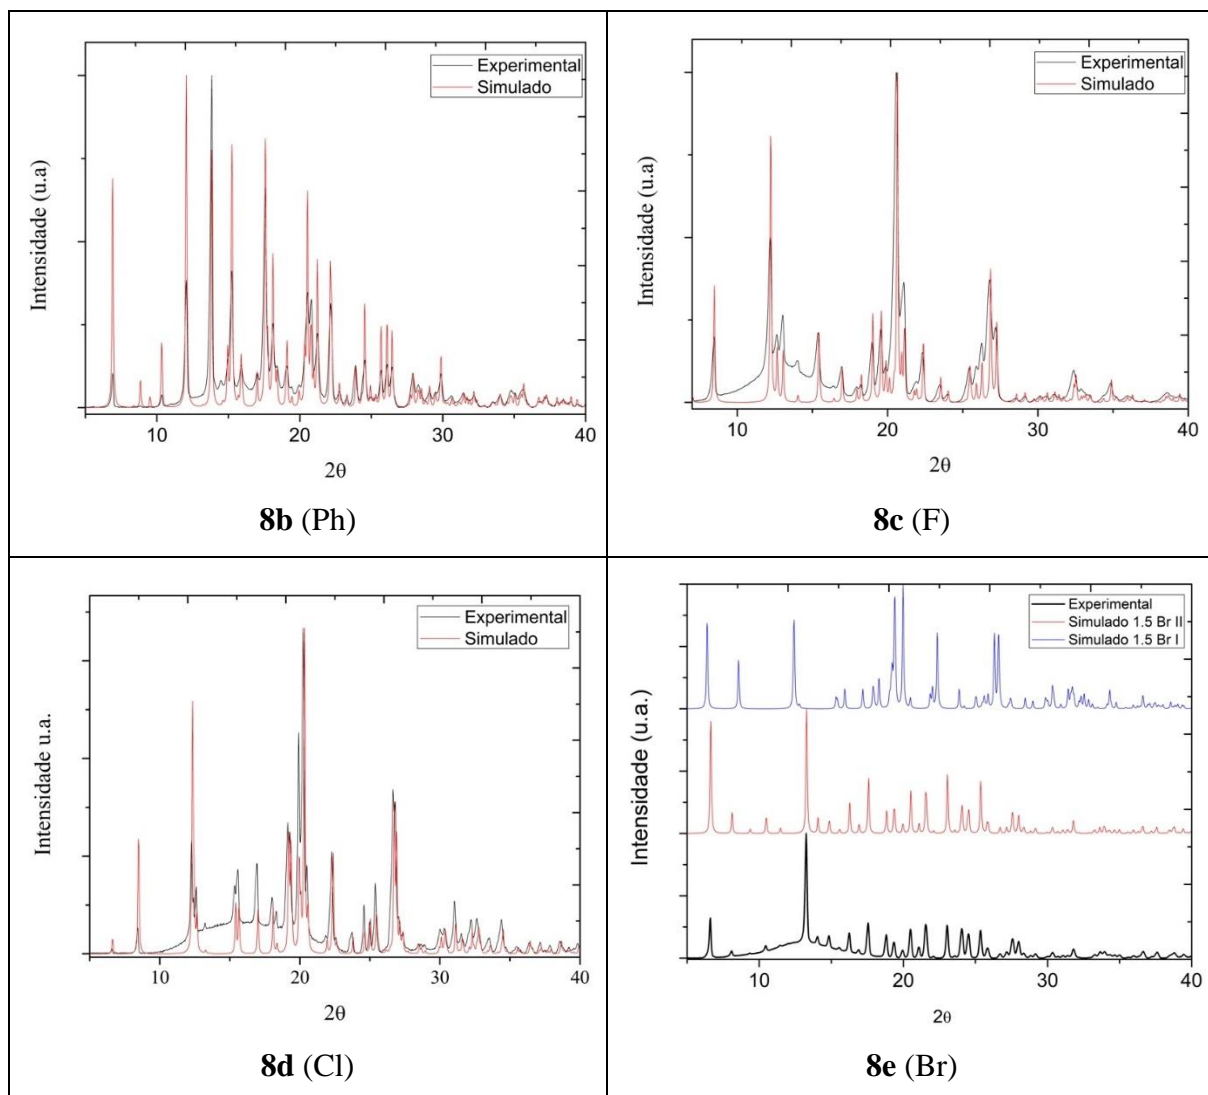 Experimental
Simulado
Intensidade (u.a)
10 20 30 40
2θ
8b (Ph)
Experimental
Simulado
Intensidade (u.a)
10 20 30 40
2θ
8c (F)
Experimental
Simulado
Intensidade u.a.
10 20 30 40
2θ
8d (Cl)
Experimental
Simulado 1.5 Br II
Simulado 1.5 Br I
Intensidade (u.a.)
10 20 30 40
2θ
8e (Br)